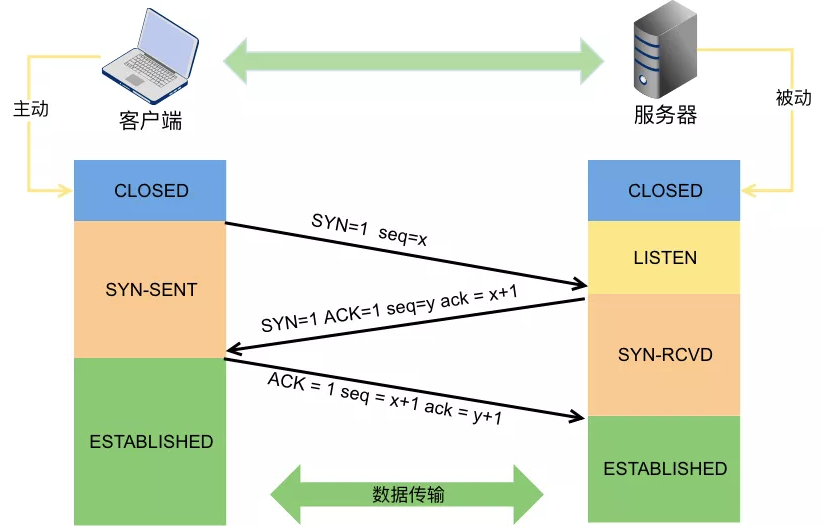 主动
客户端
服务器
被动
CLOSED
CLOSED
SYN=1 seq=x
LISTEN
SYN-SENT
SYN=1 ACK=1 seq=y ack = x+1
SYN-RCVD
ACK = 1 seq = x+1 ack = y+1
ESTABLISHED
ESTABLISHED
数据传输